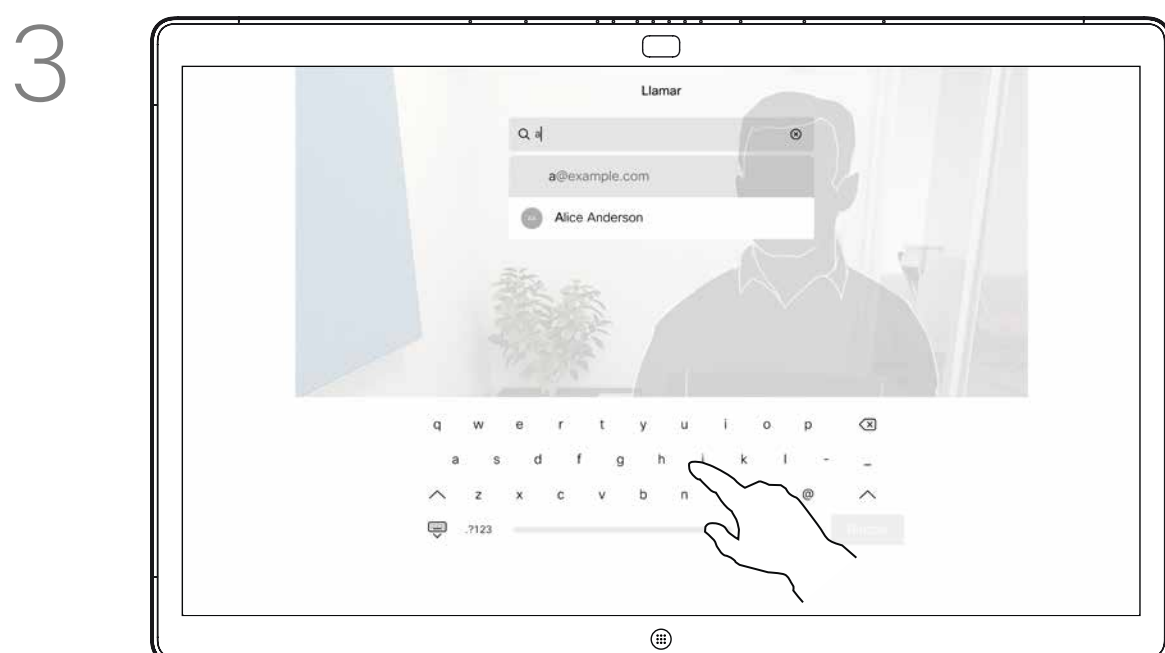 3
Llamar
a
a@example.com
Alice Anderson
q w e r t y u i o p
a s d f g h j k l - _
z x c v b n @
.?123